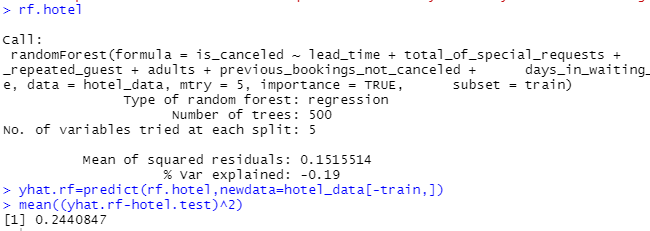 > rf.hotel
Call:
randomForest(formula = is_canceled ~ lead_time + total_of_special_requests +
_repeated_guest + adults + previous_bookings_not_canceled + days_in_waiting_
e, data = hotel_data, mtry = 5, importance = TRUE, subset = train)
Type of random forest: regression
Number of trees: 500
No. of variables tried at each split: 5
Mean of squared residuals: 0.1515514
% Var explained: -0.19
> yhat.rf=predict(rf.hotel,newdata=hotel_data[-train,])
> mean((yhat.rf-hotel.test)^2)
[1] 0.2440847